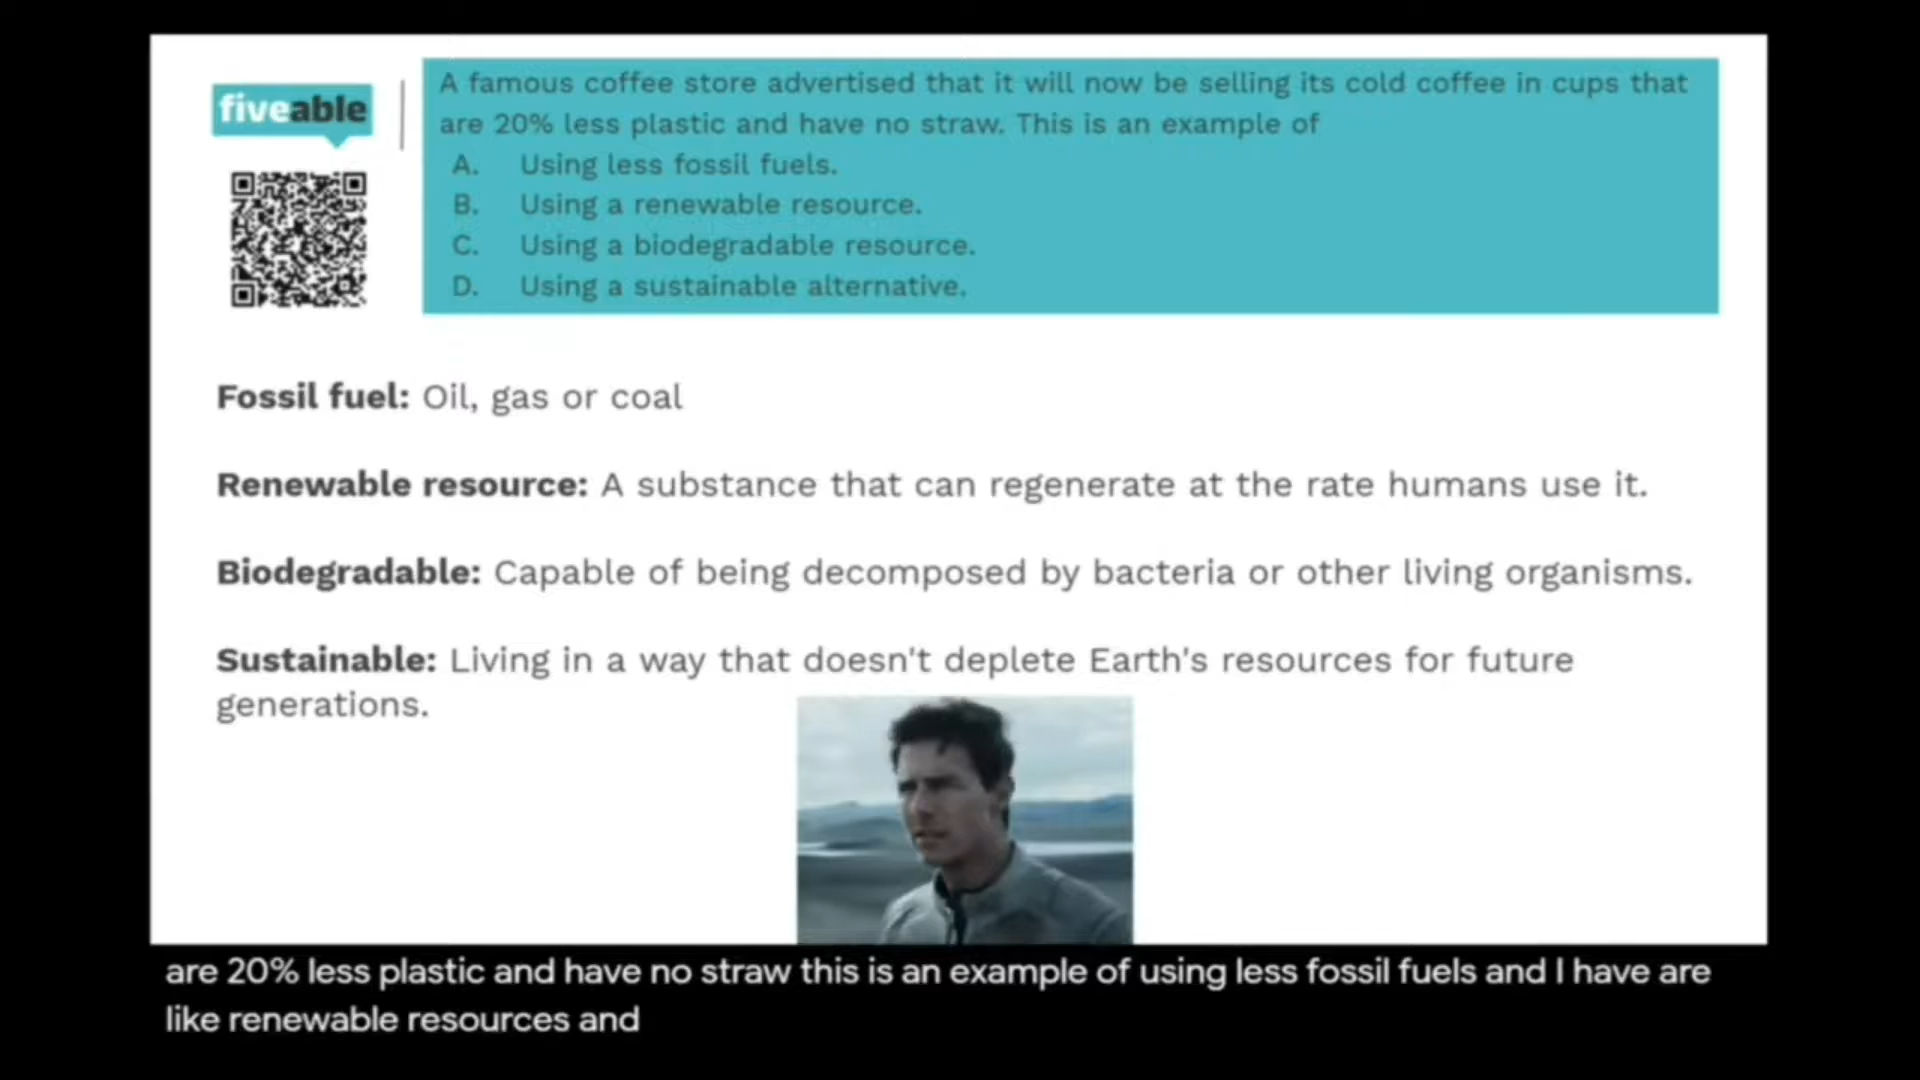 fiveable
A famous coffee store advertised that it will now be selling its cold coffee in cups that
are 20% less plastic and have no straw. This is an example of
A. Using less fossil fuels.
B. Using a renewable resource.
C. Using a biodegradable resource.
D. Using a sustainable alternative.
Fossil fuel: Oil, gas or coal
Renewable resource: A substance that can regenerate at the rate humans use it.
Biodegradable: Capable of being decomposed by bacteria or other living organisms.
Sustainable: Living in a way that doesn't deplete Earth's resources for future
generations.
are 20% less plastic and have no straw this is an example of using less fossil fuels and I have are
like renewable resources and